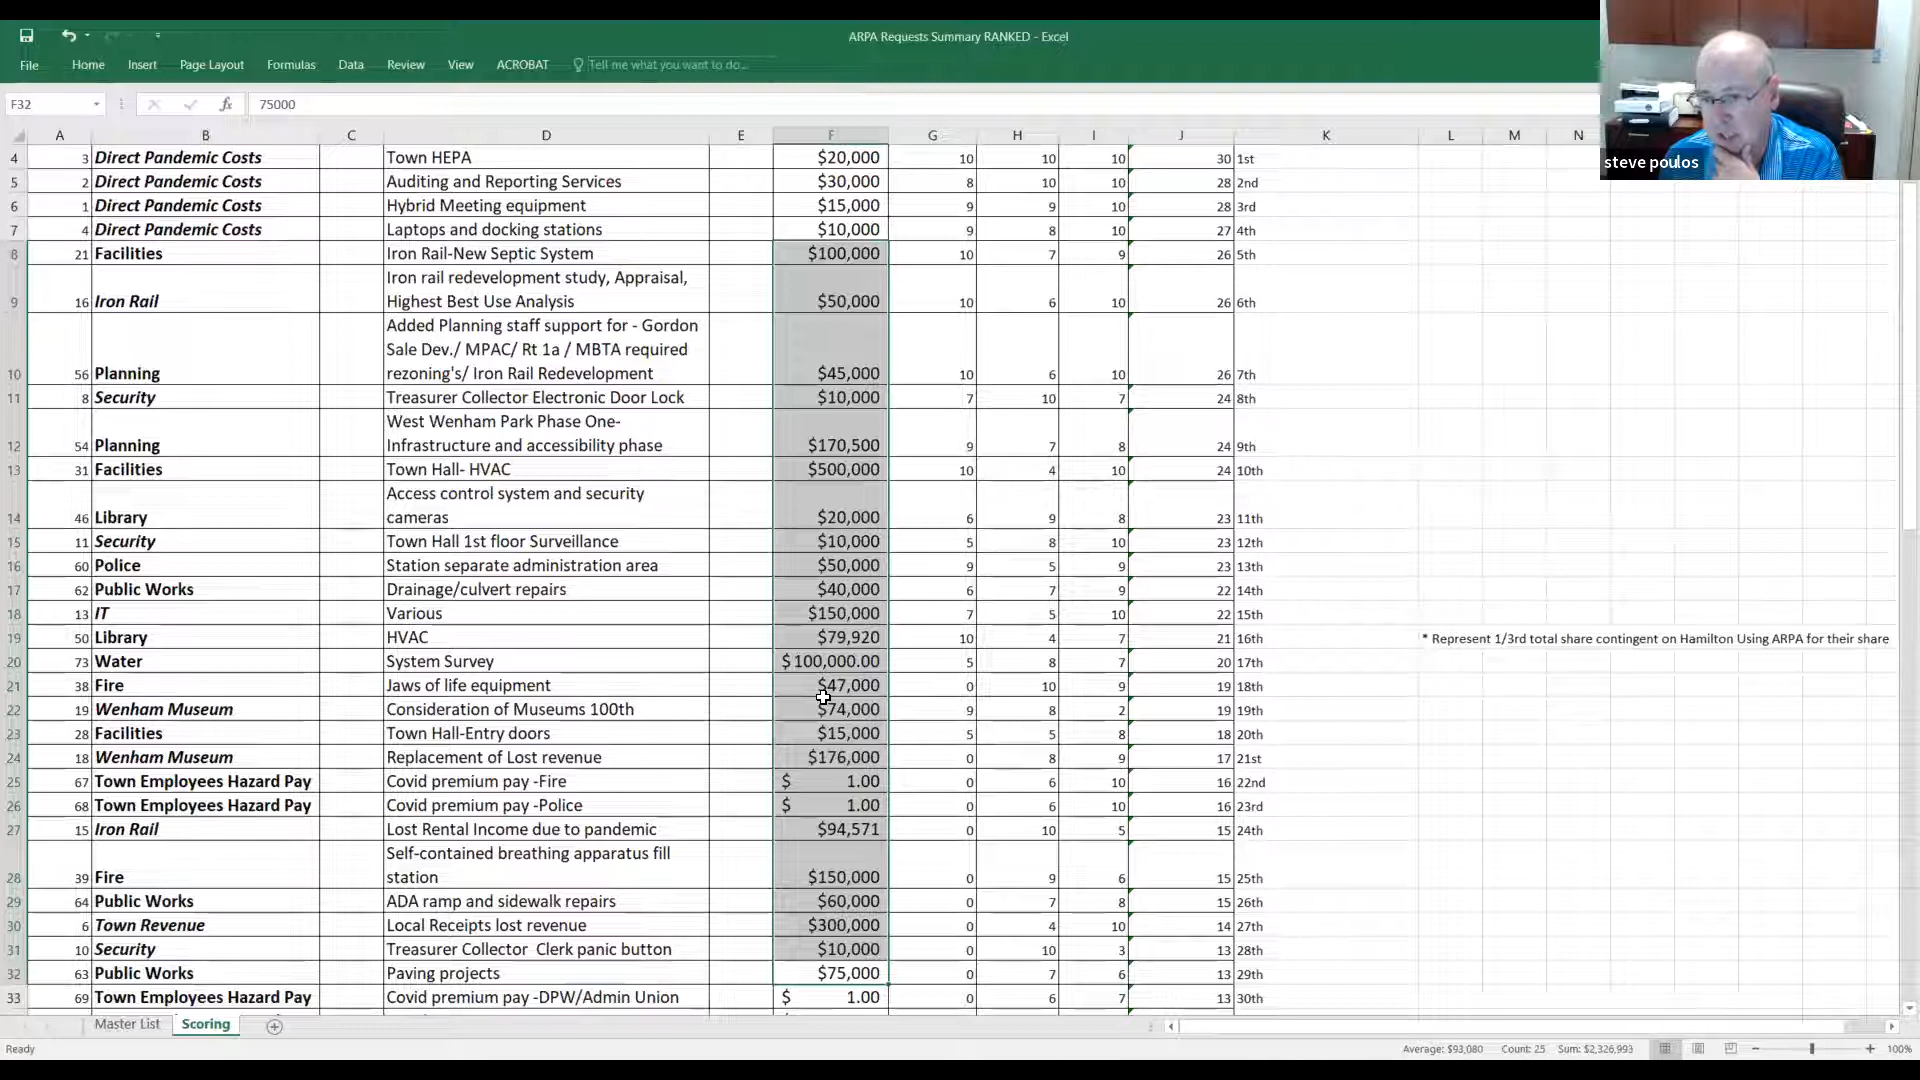 ARPA Requests Summary RANKED - Excel
File Home Insert Page Layout Formulas Data Review View ACROBAT Tell me what you want to do...
F32 fx 75000
steve poulos
A B C D E F G H I J K L M N
4 3 Direct Pandemic Costs Town HEPA $20,000 10 10 10 30 1st
5 2 Direct Pandemic Costs Auditing and Reporting Services $30,000 8 10 10 28 2nd
6 1 Direct Pandemic Costs Hybrid Meeting equipment $15,000 9 9 10 28 3rd
7 4 Direct Pandemic Costs Laptops and docking stations $10,000 9 8 10 27 4th
8 21 Facilities Iron Rail-New Septic System $100,000 10 7 9 26 5th
Iron rail redevelopment study, Appraisal,
9 16 Iron Rail Highest Best Use Analysis $50,000 10 6 10 26 6th
Added Planning staff support for - Gordon
Sale Dev./ MPAC/ Rt 1a / MBTA required
10 56 Planning rezoning's/ Iron Rail Redevelopment $45,000 10 6 10 26 7th
11 8 Security Treasurer Collector Electronic Door Lock $10,000 7 10 7 24 8th
West Wenham Park Phase One-
12 54 Planning Infrastructure and accessibility phase $170,500 9 7 8 24 9th
13 31 Facilities Town Hall- HVAC $500,000 10 4 10 24 10th
Access control system and security
14 46 Library cameras $20,000 6 9 8 23 11th
15 11 Security Town Hall 1st floor Surveillance $10,000 5 8 10 23 12th
16 60 Police Station separate administration area $50,000 9 5 9 23 13th
17 62 Public Works Drainage/culvert repairs $40,000 6 7 9 22 14th
18 13 IT Various $150,000 7 5 10 22 15th
19 50 Library HVAC $79,920 10 4 7 21 16th * Represent 1/3rd total share contingent on Hamilton Using ARPA for their share
20 73 Water System Survey $100,000.00 5 8 7 20 17th
21 38 Fire Jaws of life equipment $47,000 0 10 9 19 18th
22 19 Wenham Museum Consideration of Museums 100th $74,000 9 8 2 19 19th
23 28 Facilities Town Hall-Entry doors $15,000 5 5 8 18 20th
24 18 Wenham Museum Replacement of Lost revenue $176,000 0 8 9 17 21st
25 67 Town Employees Hazard Pay Covid premium pay -Fire $ 1.00 0 6 10 16 22nd
26 68 Town Employees Hazard Pay Covid premium pay -Police $ 1.00 0 6 10 16 23rd
27 15 Iron Rail Lost Rental Income due to pandemic $94,571 0 10 5 15 24th
Self-contained breathing apparatus fill
28 39 Fire station $150,000 0 9 6 15 25th
29 64 Public Works ADA ramp and sidewalk repairs $60,000 0 7 8 15 26th
30 6 Town Revenue Local Receipts lost revenue $300,000 0 4 10 14 27th
31 10 Security Treasurer Collector Clerk panic button $10,000 0 10 3 13 28th
32 63 Public Works Paving projects $75,000 0 7 6 13 29th
33 69 Town Employees Hazard Pay Covid premium pay -DPW/Admin Union $ 1.00 0 6 7 13 30th
Master List Scoring
Ready Average: $93,080 Count: 25 Sum: $2,326,993 100%